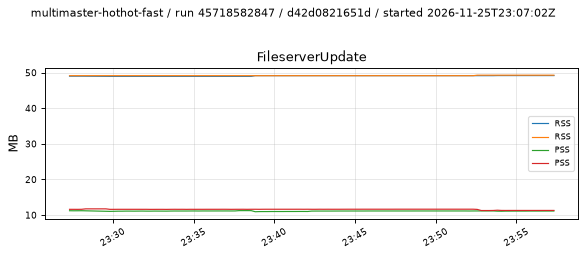 multimaster-hothot-fast / run 45718582847 / d42d0821651d / started 2026-11-25T23:07:02Z
FileserverUpdate
MB
50
40
30
20
10
RSS
RSS
PSS
PSS
23:30
23:35
23:40
23:45
23:50
23:55